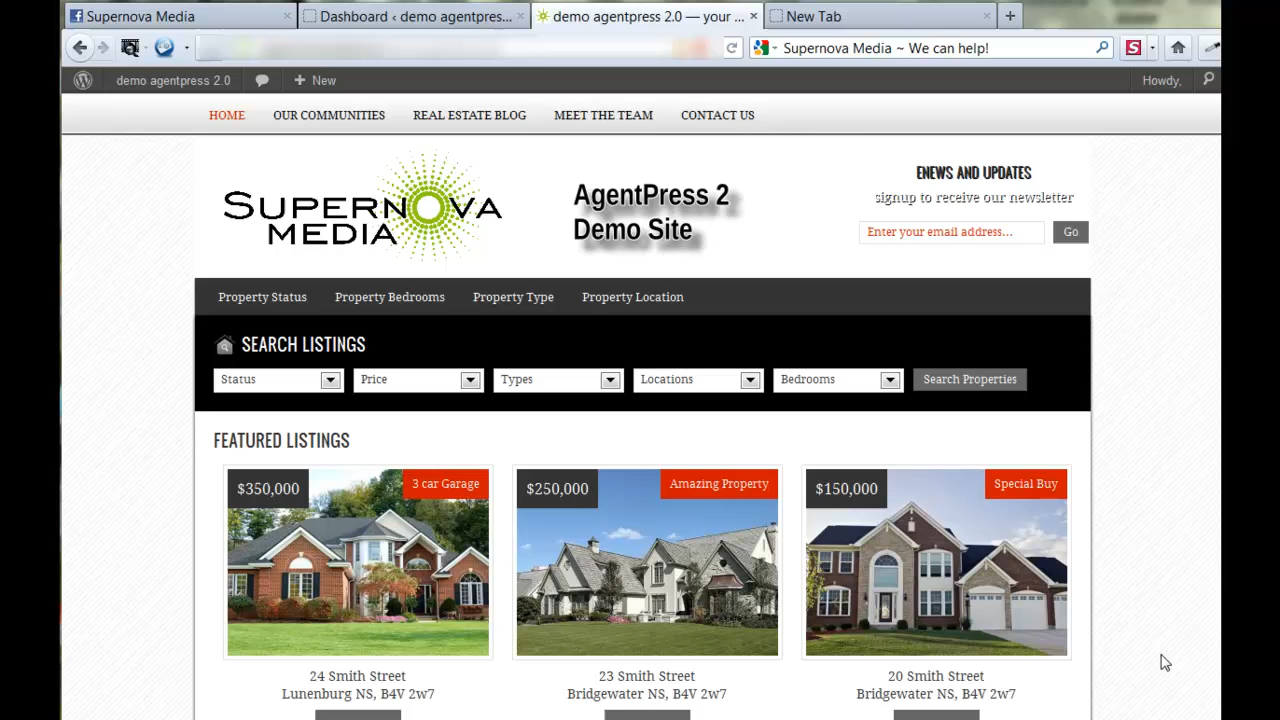 Supernova Media
Dashboard ‹ demo agentpres...
demo agentpress 2.0 — your ...
New Tab
Supernova Media ~ We can help!
demo agentpress 2.0
New
Howdy,
HOME
OUR COMMUNITIES
REAL ESTATE BLOG
MEET THE TEAM
CONTACT US
SUPERNOVA
MEDIA
AgentPress 2
Demo Site
ENEWS AND UPDATES
signup to receive our newsletter
Enter your email address...
Go
Property Status
Property Bedrooms
Property Type
Property Location
SEARCH LISTINGS
Status
Price
Types
Locations
Bedrooms
Search Properties
FEATURED LISTINGS
$350,000
3 car Garage
$250,000
Amazing Property
$150,000
Special Buy
24 Smith Street
Lunenburg NS, B4V 2w7
23 Smith Street
Bridgewater NS, B4V 2w7
20 Smith Street
Bridgewater NS, B4V 2w7